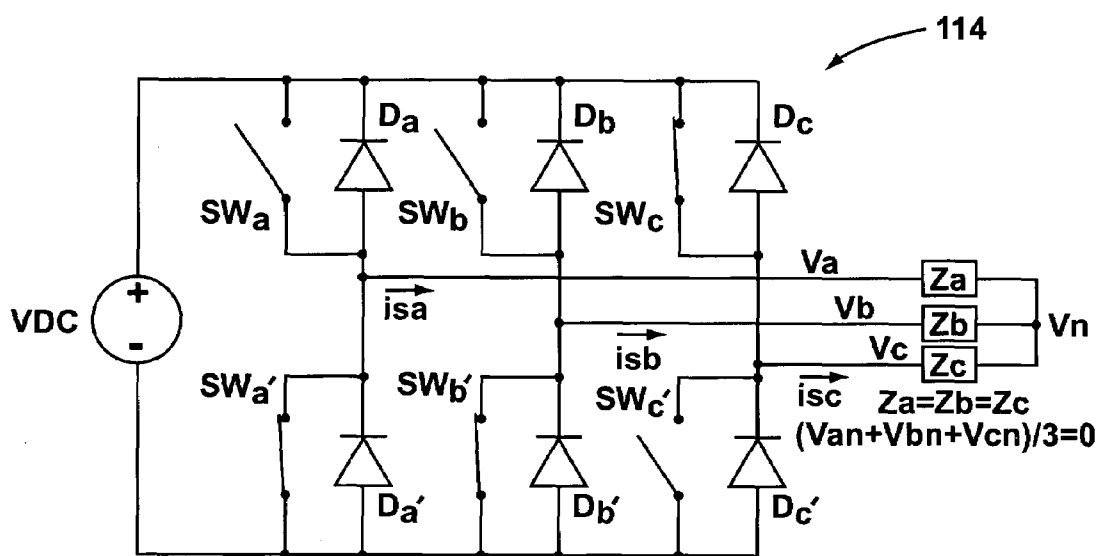 114
Da
Db
Dc
SWa
SWb
SWc
Va
Za
isa
VDC
+
-
Vb
Zb
Vn
isb
Vc
Zc
SWa'
SWb'
SWc'
isc
Za=Zb=Zc
(Van+Vbn+Vcn)/3=0
Da'
Db'
Dc'